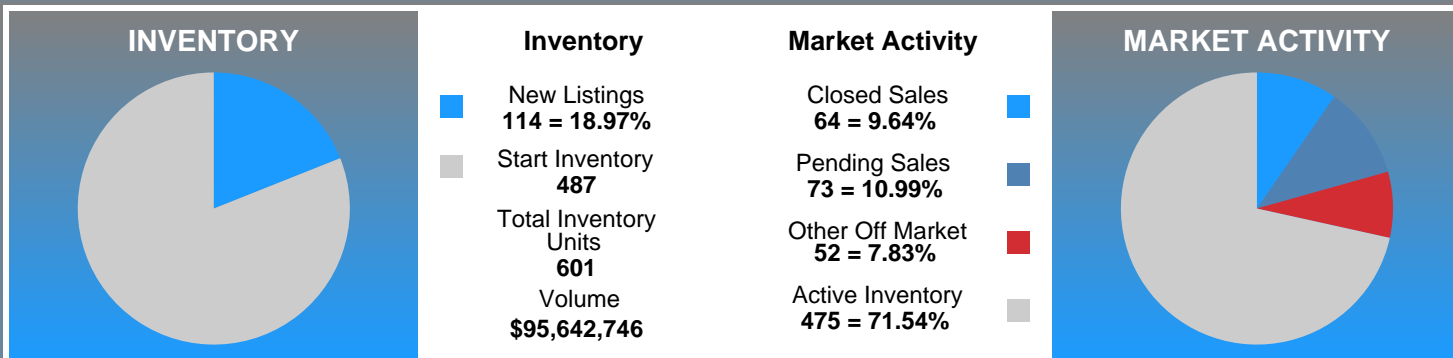 INVENTORY
Inventory
New Listings
114 = 18.97%
Start Inventory
487
Total Inventory
Units
601
Volume
$95,642,746
Market Activity
Closed Sales
64 = 9.64%
Pending Sales
73 = 10.99%
Other Off Market
52 = 7.83%
Active Inventory
475 = 71.54%
MARKET ACTIVITY